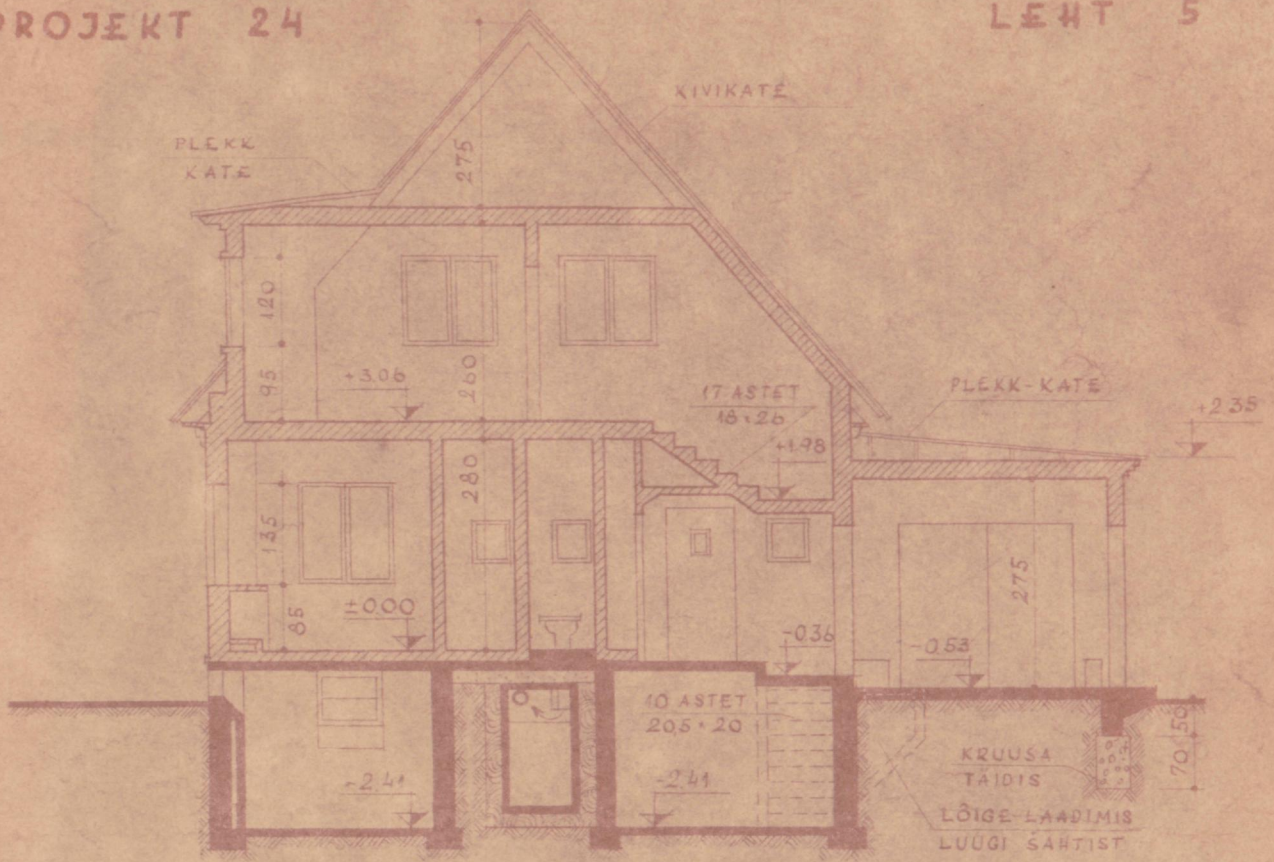 PROJEKT 24
LEHT 5
KIVIKATE
PLEKK
KATE
275
120
95
+3.06
260
17 ASTET
18·26
+1.98
PLEKK-KATE
+2.35
280
135
85
±0.00
-0.36
-0.53
275
10 ASTET
20,5·20
-2.41
-2.41
50
70
KRUUSA
TÄIDIS
LÕIGE LAADIMIS
LUUGI ŠAHTIST